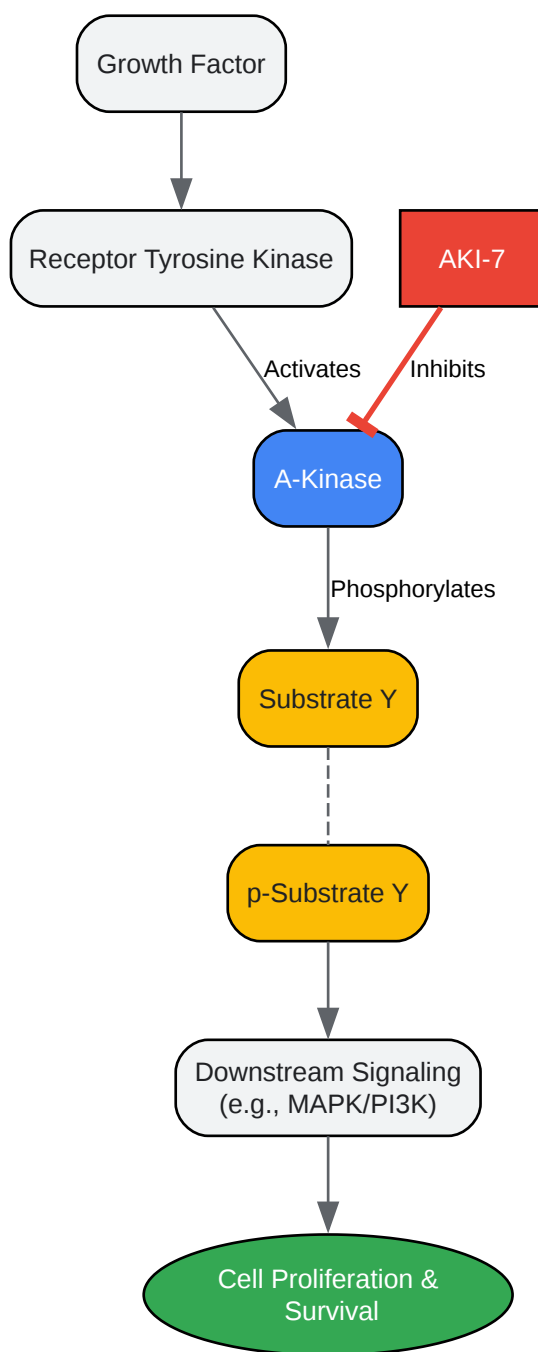 Growth Factor
Receptor Tyrosine Kinase
AKI-7
Activates
Inhibits
A-Kinase
Phosphorylates
Substrate Y
p-Substrate Y
Downstream Signaling
(e.g., MAPK/PI3K)
Cell Proliferation &
Survival